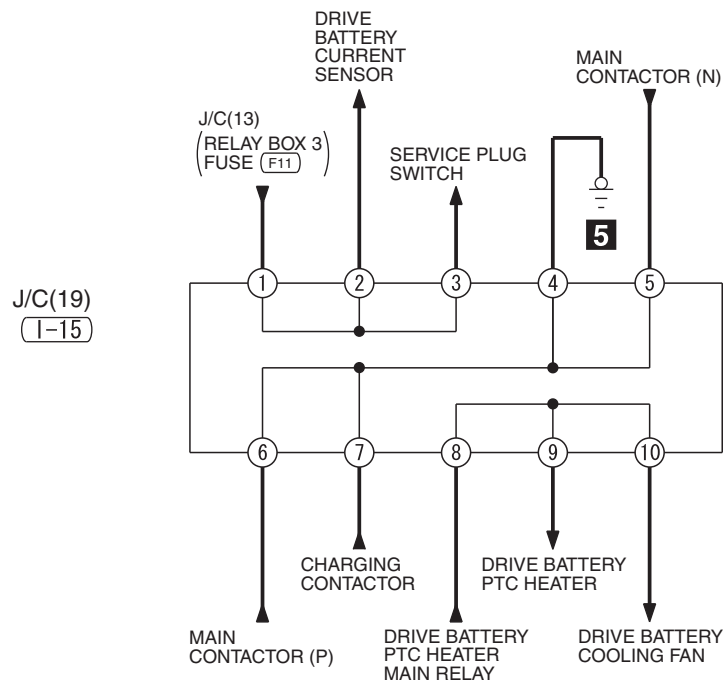 DRIVE
BATTERY
CURRENT
SENSOR
MAIN
CONTACTOR (N)
J/C(13)
(RELAY BOX 3
FUSE F11)
SERVICE PLUG
SWITCH
5
J/C(19)
I-15
1 2 3 4 5
6 7 8 9 10
CHARGING
CONTACTOR
DRIVE BATTERY
PTC HEATER
MAIN
CONTACTOR (P)
DRIVE BATTERY
PTC HEATER
MAIN RELAY
DRIVE BATTERY
COOLING FAN